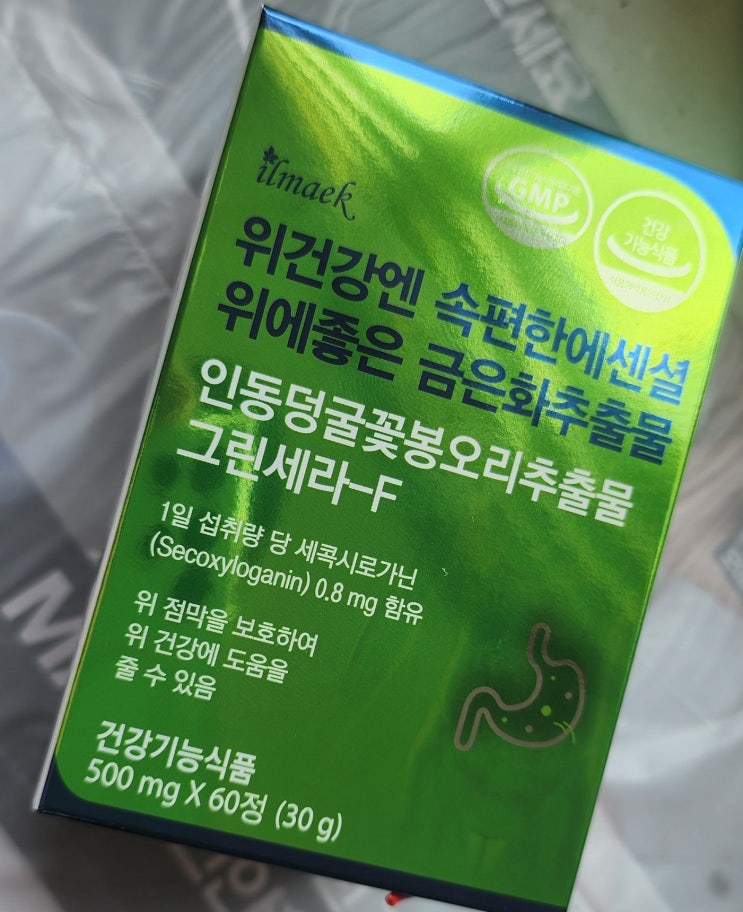 ilmaek
GMP
건강
기능식품
위건강엔 속편한에센셜
위에좋은 금은화추출물
인동덩굴꽃봉오리추출물
그린세라-F
1일 섭취량 당 세콕시로가닌
(Secoxyloganin) 0.8 mg 함유
위 점막을 보호하여
위 건강에 도움을
줄 수 있음
건강기능식품
500 mg X 60정 (30 g)